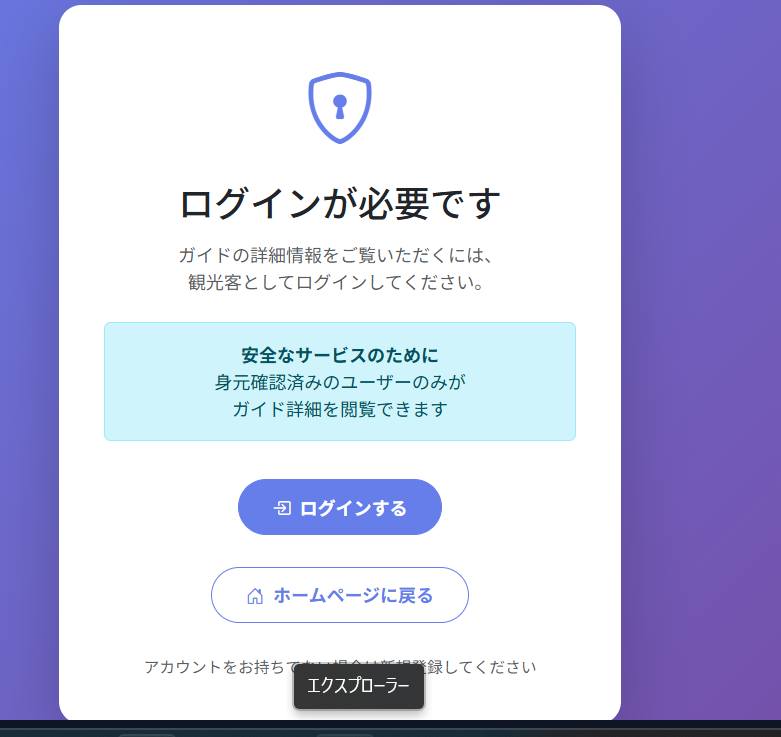 ログインが必要です
ガイドの詳細情報をご覧いただくには、
観光客としてログインしてください。
安全なサービスのために
身元確認済みのユーザーのみが
ガイド詳細を閲覧できます
ログインする
ホームページに戻る
アカウントをお持ちでない場合は新規登録してください
エクスプローラー